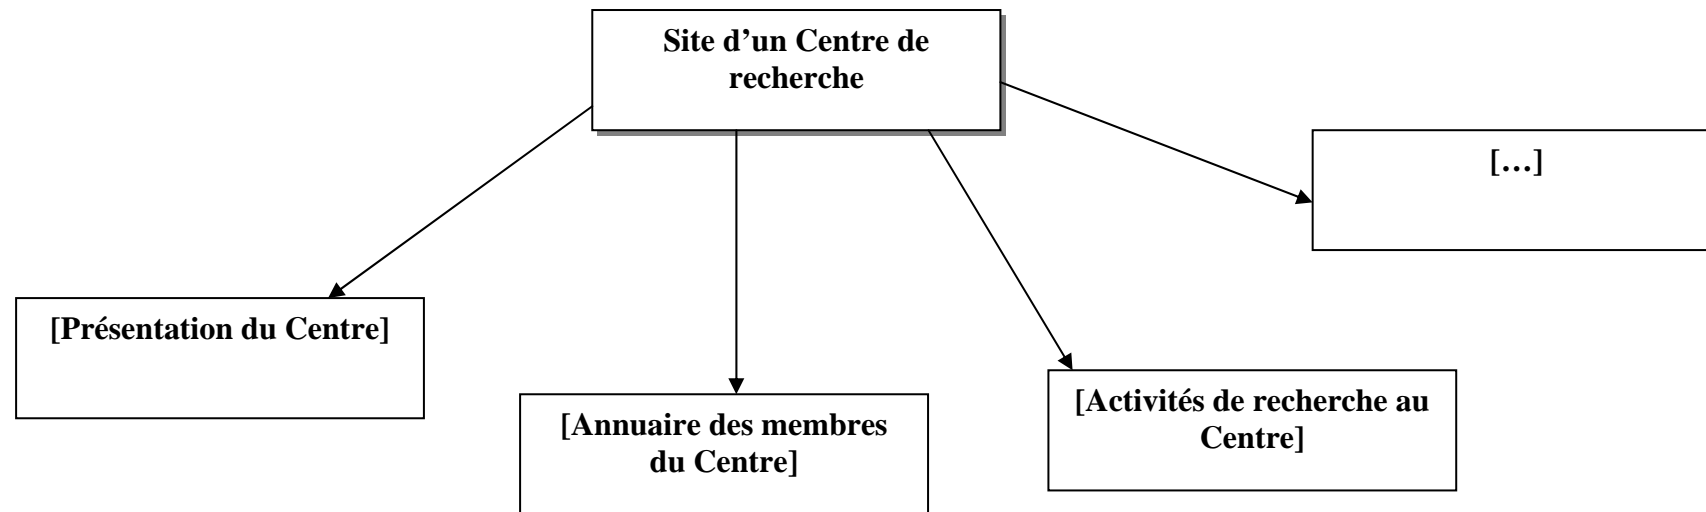 Site d’un Centre de
recherche
[…]
[Présentation du Centre]
[Annuaire des membres
du Centre]
[Activités de recherche au
Centre]